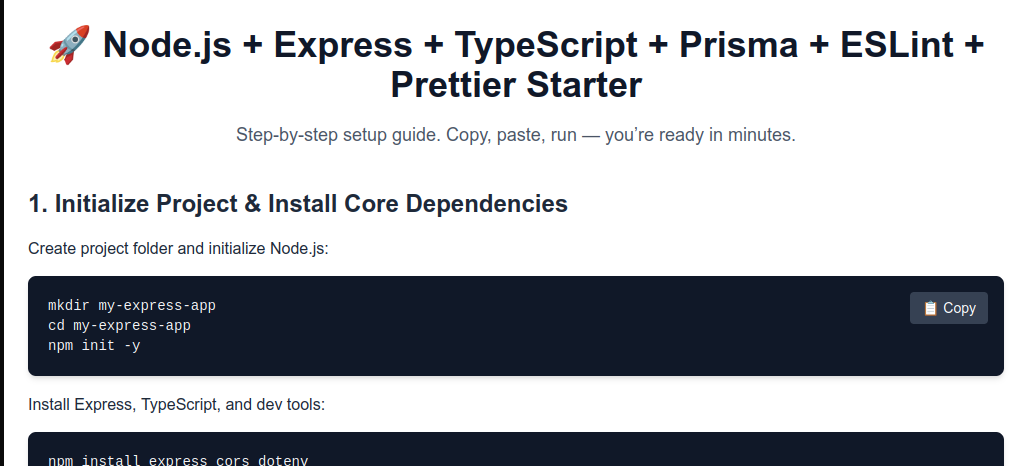 🚀 Node.js + Express + TypeScript + Prisma + ESLint +
Prettier Starter
Step-by-step setup guide. Copy, paste, run — you’re ready in minutes.
1. Initialize Project & Install Core Dependencies
Create project folder and initialize Node.js:
mkdir my-express-app
📋 Copy
cd my-express-app
npm init -y
Install Express, TypeScript, and dev tools:
npm install express cors dotenv